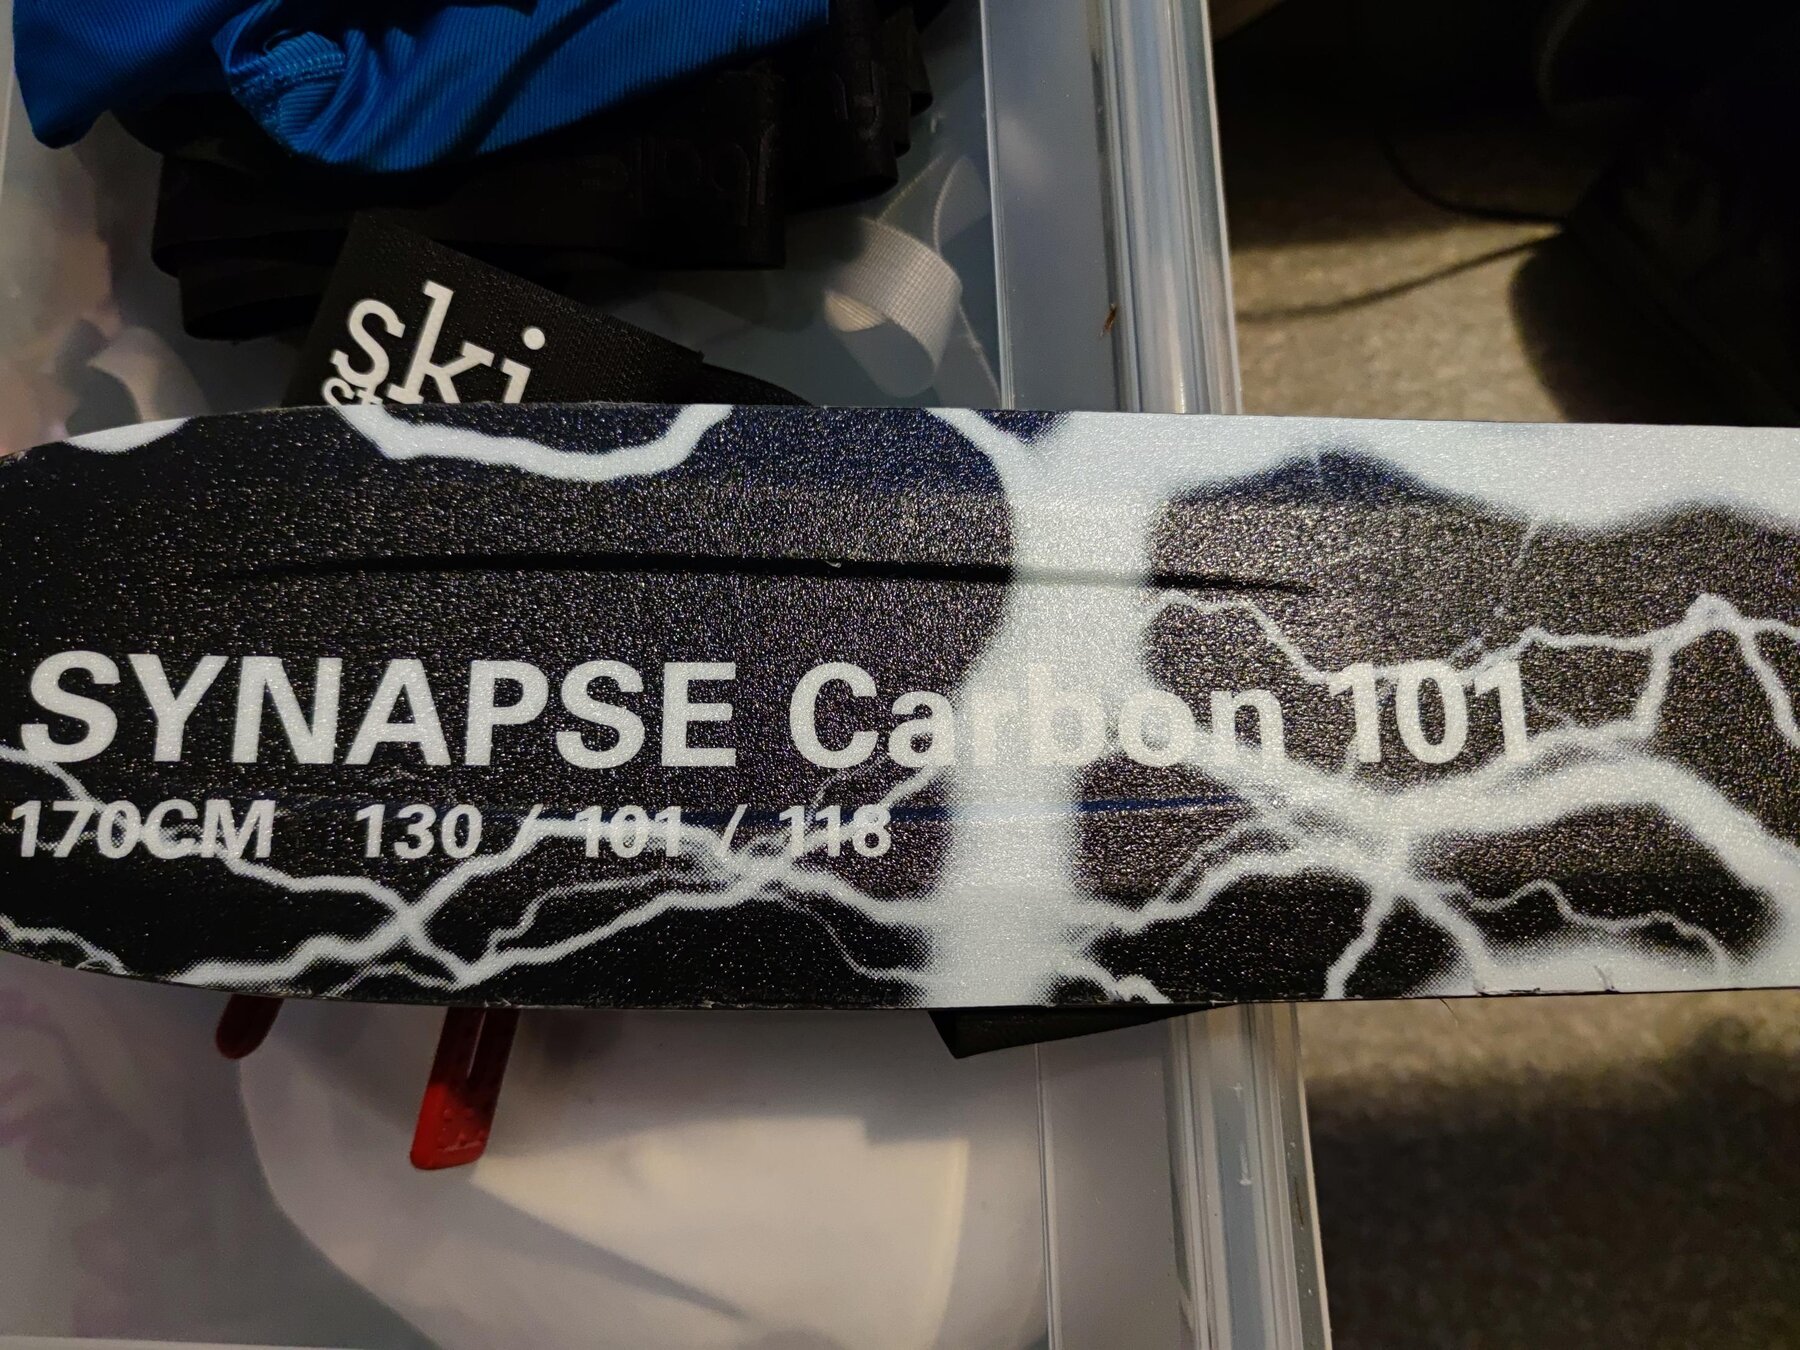 ski
SYNAPSE Carbon 101
170CM 130 / 101 / 118